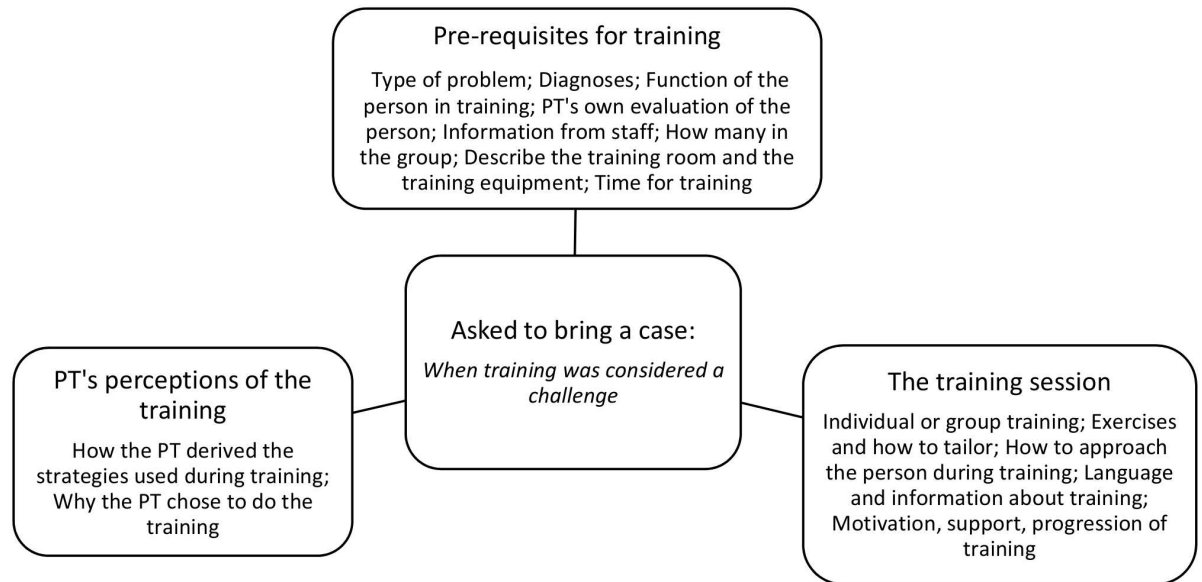 Pre-requisites for training
Type of problem; Diagnoses; Function of the
person in training; PT's own evaluation of the
person; Information from staff; How many in
the group; Describe the training room and the
training equipment; Time for training
Asked to bring a case:
When training was considered a
challenge
PT's perceptions of the
training
How the PT derived the
strategies used during training;
Why the PT chose to do the
training
The training session
Individual or group training; Exercises
and how to tailor; How to approach
the person during training; Language
and information about training;
Motivation, support, progression of
training